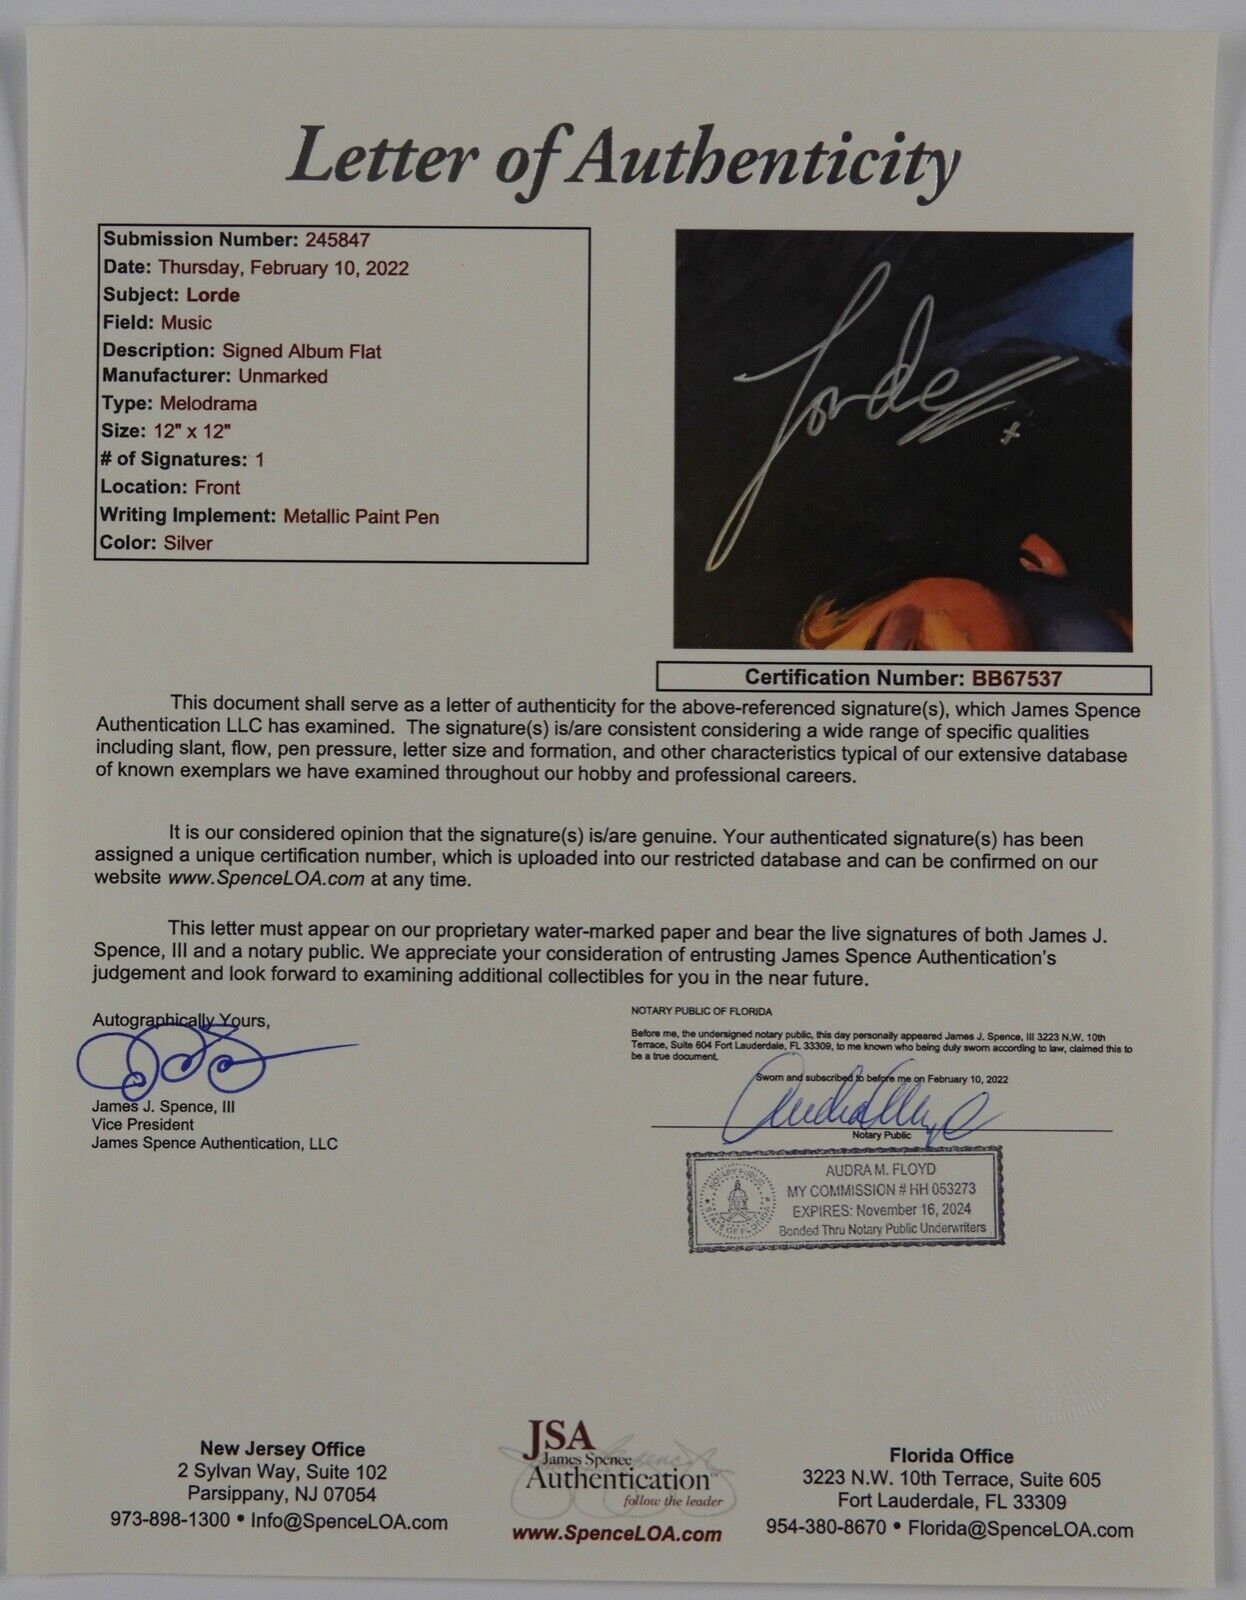 Letter of Authenticity
Submission Number: 245847
Date: Thursday, February 10, 2022
Subject: Lorde
Field: Music
Description: Signed Album Flat
Manufacturer: Unmarked
Type: Melodrama
Size: 12" x 12"
# of Signatures: 1
Location: Front
Writing Implement: Metallic Paint Pen
Color: Silver
Lorde x
Certification Number: BB67537
This document shall serve as a letter of authenticity for the above-referenced signature(s), which James Spence
Authentication LLC has examined. The signature(s) is/are consistent considering a wide range of specific qualities
including slant, flow, pen pressure, letter size and formation, and other characteristics typical of our extensive database
of known exemplars we have examined throughout our hobby and professional careers.
It is our considered opinion that the signature(s) is/are genuine. Your authenticated signature(s) has been
assigned a unique certification number, which is uploaded into our restricted database and can be confirmed on our
website www.SpenceLOA.com at any time.
This letter must appear on our proprietary water-marked paper and bear the live signatures of both James J.
Spence, III and a notary public. We appreciate your consideration of entrusting James Spence Authentication's
judgement and look forward to examining additional collectibles for you in the near future.
Autographically Yours,
James J. Spence, III
Vice President
James Spence Authentication, LLC
NOTARY PUBLIC OF FLORIDA
Before me, the undersigned notary public, this day personally appeared James J. Spence, III 3223 N.W. 10th
Terrace, Suite 604 Fort Lauderdale, FL 33309, to me known who being duly sworn according to law, claimed this to
be a true document.
Sworn and subscribed to before me on February 10, 2022
Notary Public
NOTARY PUBLIC
STATE OF FLORIDA
AUDRA M. FLOYD
MY COMMISSION # HH 053273
EXPIRES: November 16, 2024
Bonded Thru Notary Public Underwriters
New Jersey Office
2 Sylvan Way, Suite 102
Parsippany, NJ 07054
973-898-1300 • Info@SpenceLOA.com
JSA
James Spence
Authentication™
follow the leader
www.SpenceLOA.com
Florida Office
3223 N.W. 10th Terrace, Suite 605
Fort Lauderdale, FL 33309
954-380-8670 • Florida@SpenceLOA.com